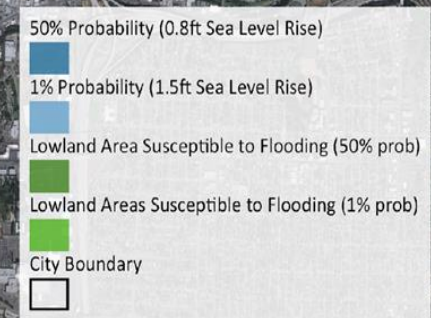 50% Probability (0.8ft Sea Level Rise)
1% Probability (1.5ft Sea Level Rise)
Lowland Area Susceptible to Flooding (50% prob)
Lowland Areas Susceptible to Flooding (1% prob)
City Boundary